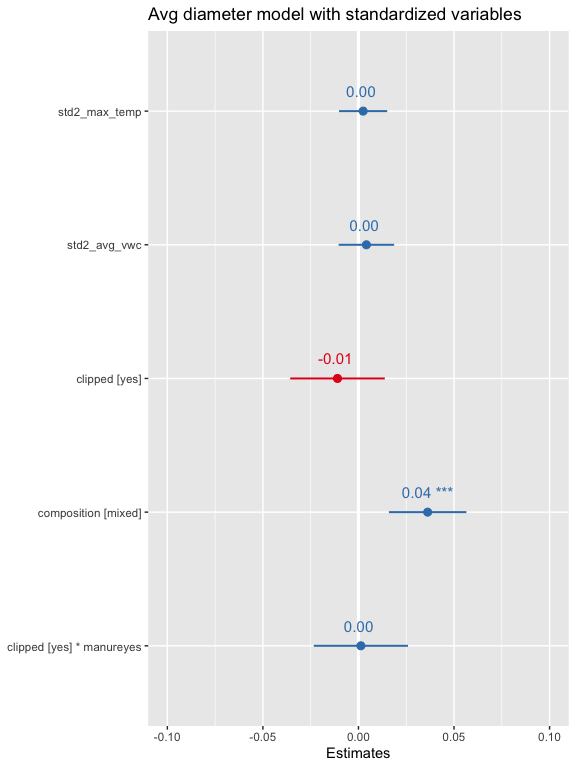 Avg diameter model with standardized variables
0.00
std2_max_temp
0.00
std2_avg_vwc
-0.01
clipped [yes]
0.04 ***
composition [mixed]
0.00
clipped [yes] * manureyes
-0.10 -0.05 0.00 0.05 0.10
Estimates